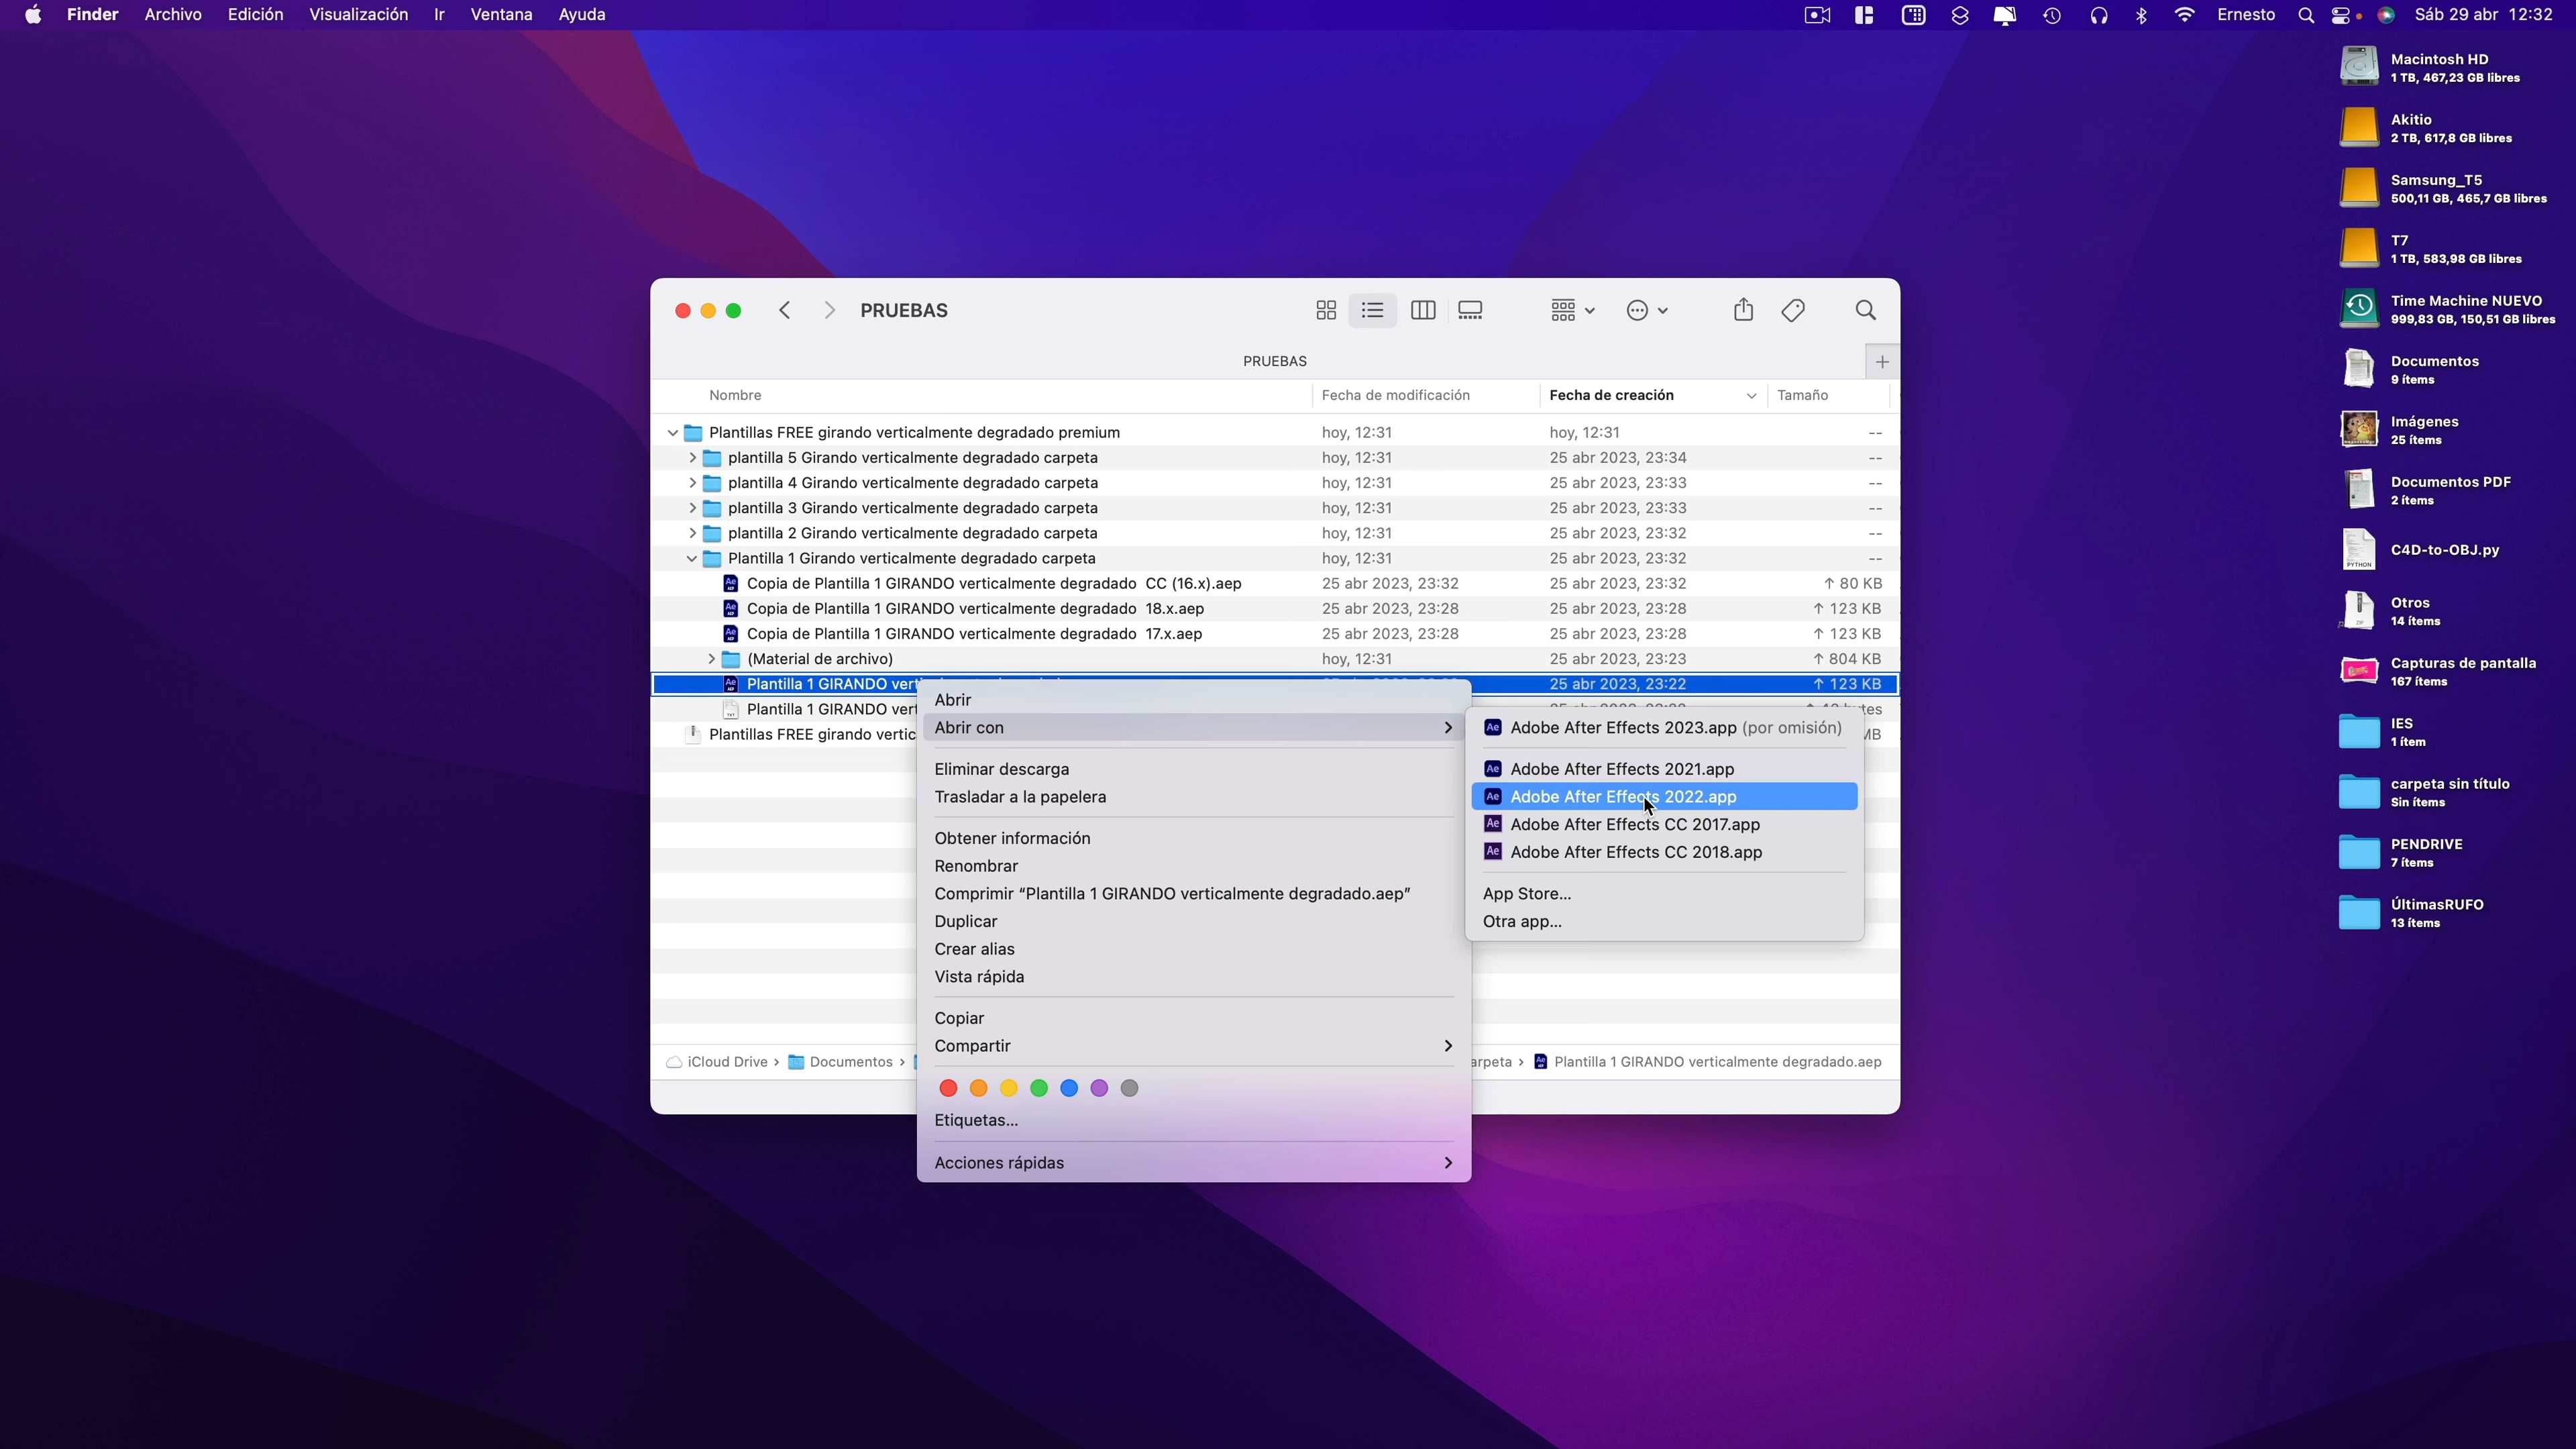 Finder Archivo Edición Visualización Ir Ventana Ayuda
Ernesto Sáb 29 abr 12:32
Macintosh HD
1 TB, 467,23 GB libres
Akitio
2 TB, 617,8 GB libres
Samsung_T5
500,11 GB, 465,7 GB libres
T7
1 TB, 583,98 GB libres
Time Machine NUEVO
999,83 GB, 150,51 GB libres
Documentos
9 ítems
Imágenes
25 ítems
Documentos PDF
2 ítems
PYTHON
C4D-to-OBJ.py
ZIP
Otros
14 ítems
Capturas de pantalla
167 ítems
IES
1 ítem
carpeta sin título
Sin ítems
PENDRIVE
7 ítems
ÚltimasRUFO
13 ítems
PRUEBAS
PRUEBAS
Nombre Fecha de modificación Fecha de creación Tamaño
Plantillas FREE girando verticalmente degradado premium hoy, 12:31 hoy, 12:31 --
plantilla 5 Girando verticalmente degradado carpeta hoy, 12:31 25 abr 2023, 23:34 --
plantilla 4 Girando verticalmente degradado carpeta hoy, 12:31 25 abr 2023, 23:33 --
plantilla 3 Girando verticalmente degradado carpeta hoy, 12:31 25 abr 2023, 23:33 --
plantilla 2 Girando verticalmente degradado carpeta hoy, 12:31 25 abr 2023, 23:32 --
Plantilla 1 Girando verticalmente degradado carpeta hoy, 12:31 25 abr 2023, 23:32 --
Copia de Plantilla 1 GIRANDO verticalmente degradado CC (16.x).aep 25 abr 2023, 23:32 25 abr 2023, 23:32 ↑ 80 KB
Copia de Plantilla 1 GIRANDO verticalmente degradado 18.x.aep 25 abr 2023, 23:28 25 abr 2023, 23:28 ↑ 123 KB
Copia de Plantilla 1 GIRANDO verticalmente degradado 17.x.aep 25 abr 2023, 23:28 25 abr 2023, 23:28 ↑ 123 KB
(Material de archivo) hoy, 12:31 25 abr 2023, 23:23 ↑ 804 KB
Plantilla 1 GIRANDO vert 25 abr 2023, 23:22 ↑ 123 KB
Plantilla 1 GIRANDO vert
Plantillas FREE girando vertic MB
Abrir
Abrir con
Eliminar descarga
Trasladar a la papelera
Obtener información
Renombrar
Comprimir “Plantilla 1 GIRANDO verticalmente degradado.aep”
Duplicar
Crear alias
Vista rápida
Copiar
Compartir
Etiquetas...
Acciones rápidas
Adobe After Effects 2023.app (por omisión)
Adobe After Effects 2021.app
Adobe After Effects 2022.app
Adobe After Effects CC 2017.app
Adobe After Effects CC 2018.app
App Store...
Otra app...
iCloud Drive › Documentos › arpeta › Plantilla 1 GIRANDO verticalmente degradado.aep